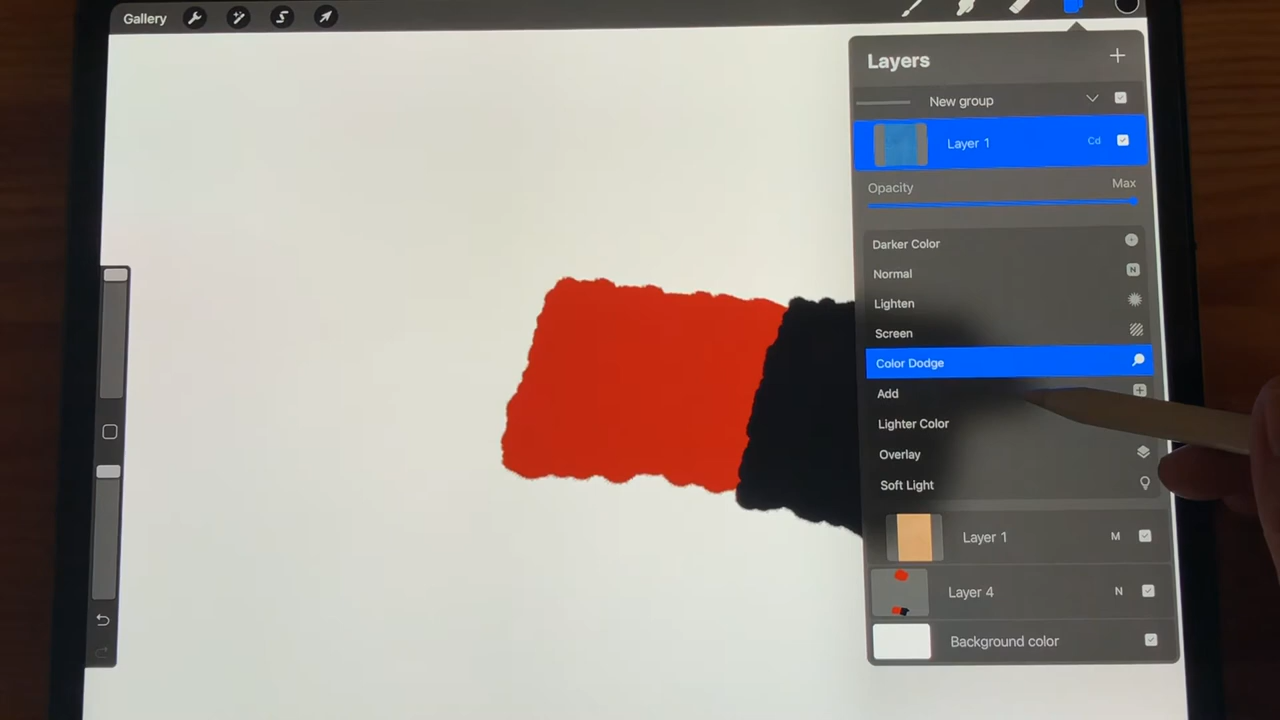 Gallery
Layers
New group
Layer 1 Cd
Opacity Max
Darker Color
Normal N
Lighten
Screen
Color Dodge
Add
Lighter Color
Overlay
Soft Light
Layer 1 M
Layer 4 N
Background color